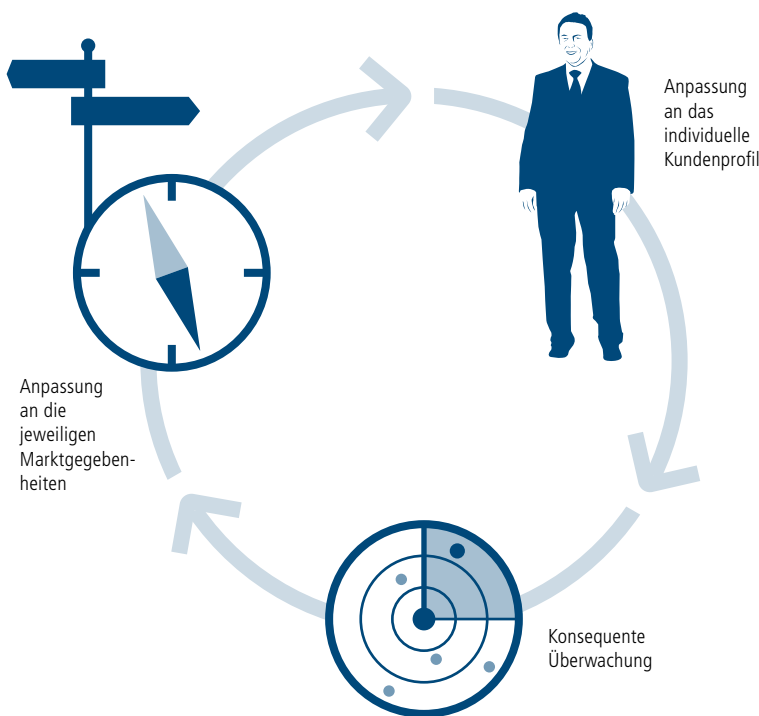 Anpassung
an das
individuelle
Kundenprofil
Anpassung
an die
jeweiligen
Marktgegeben-
heiten
Konsequente
Überwachung